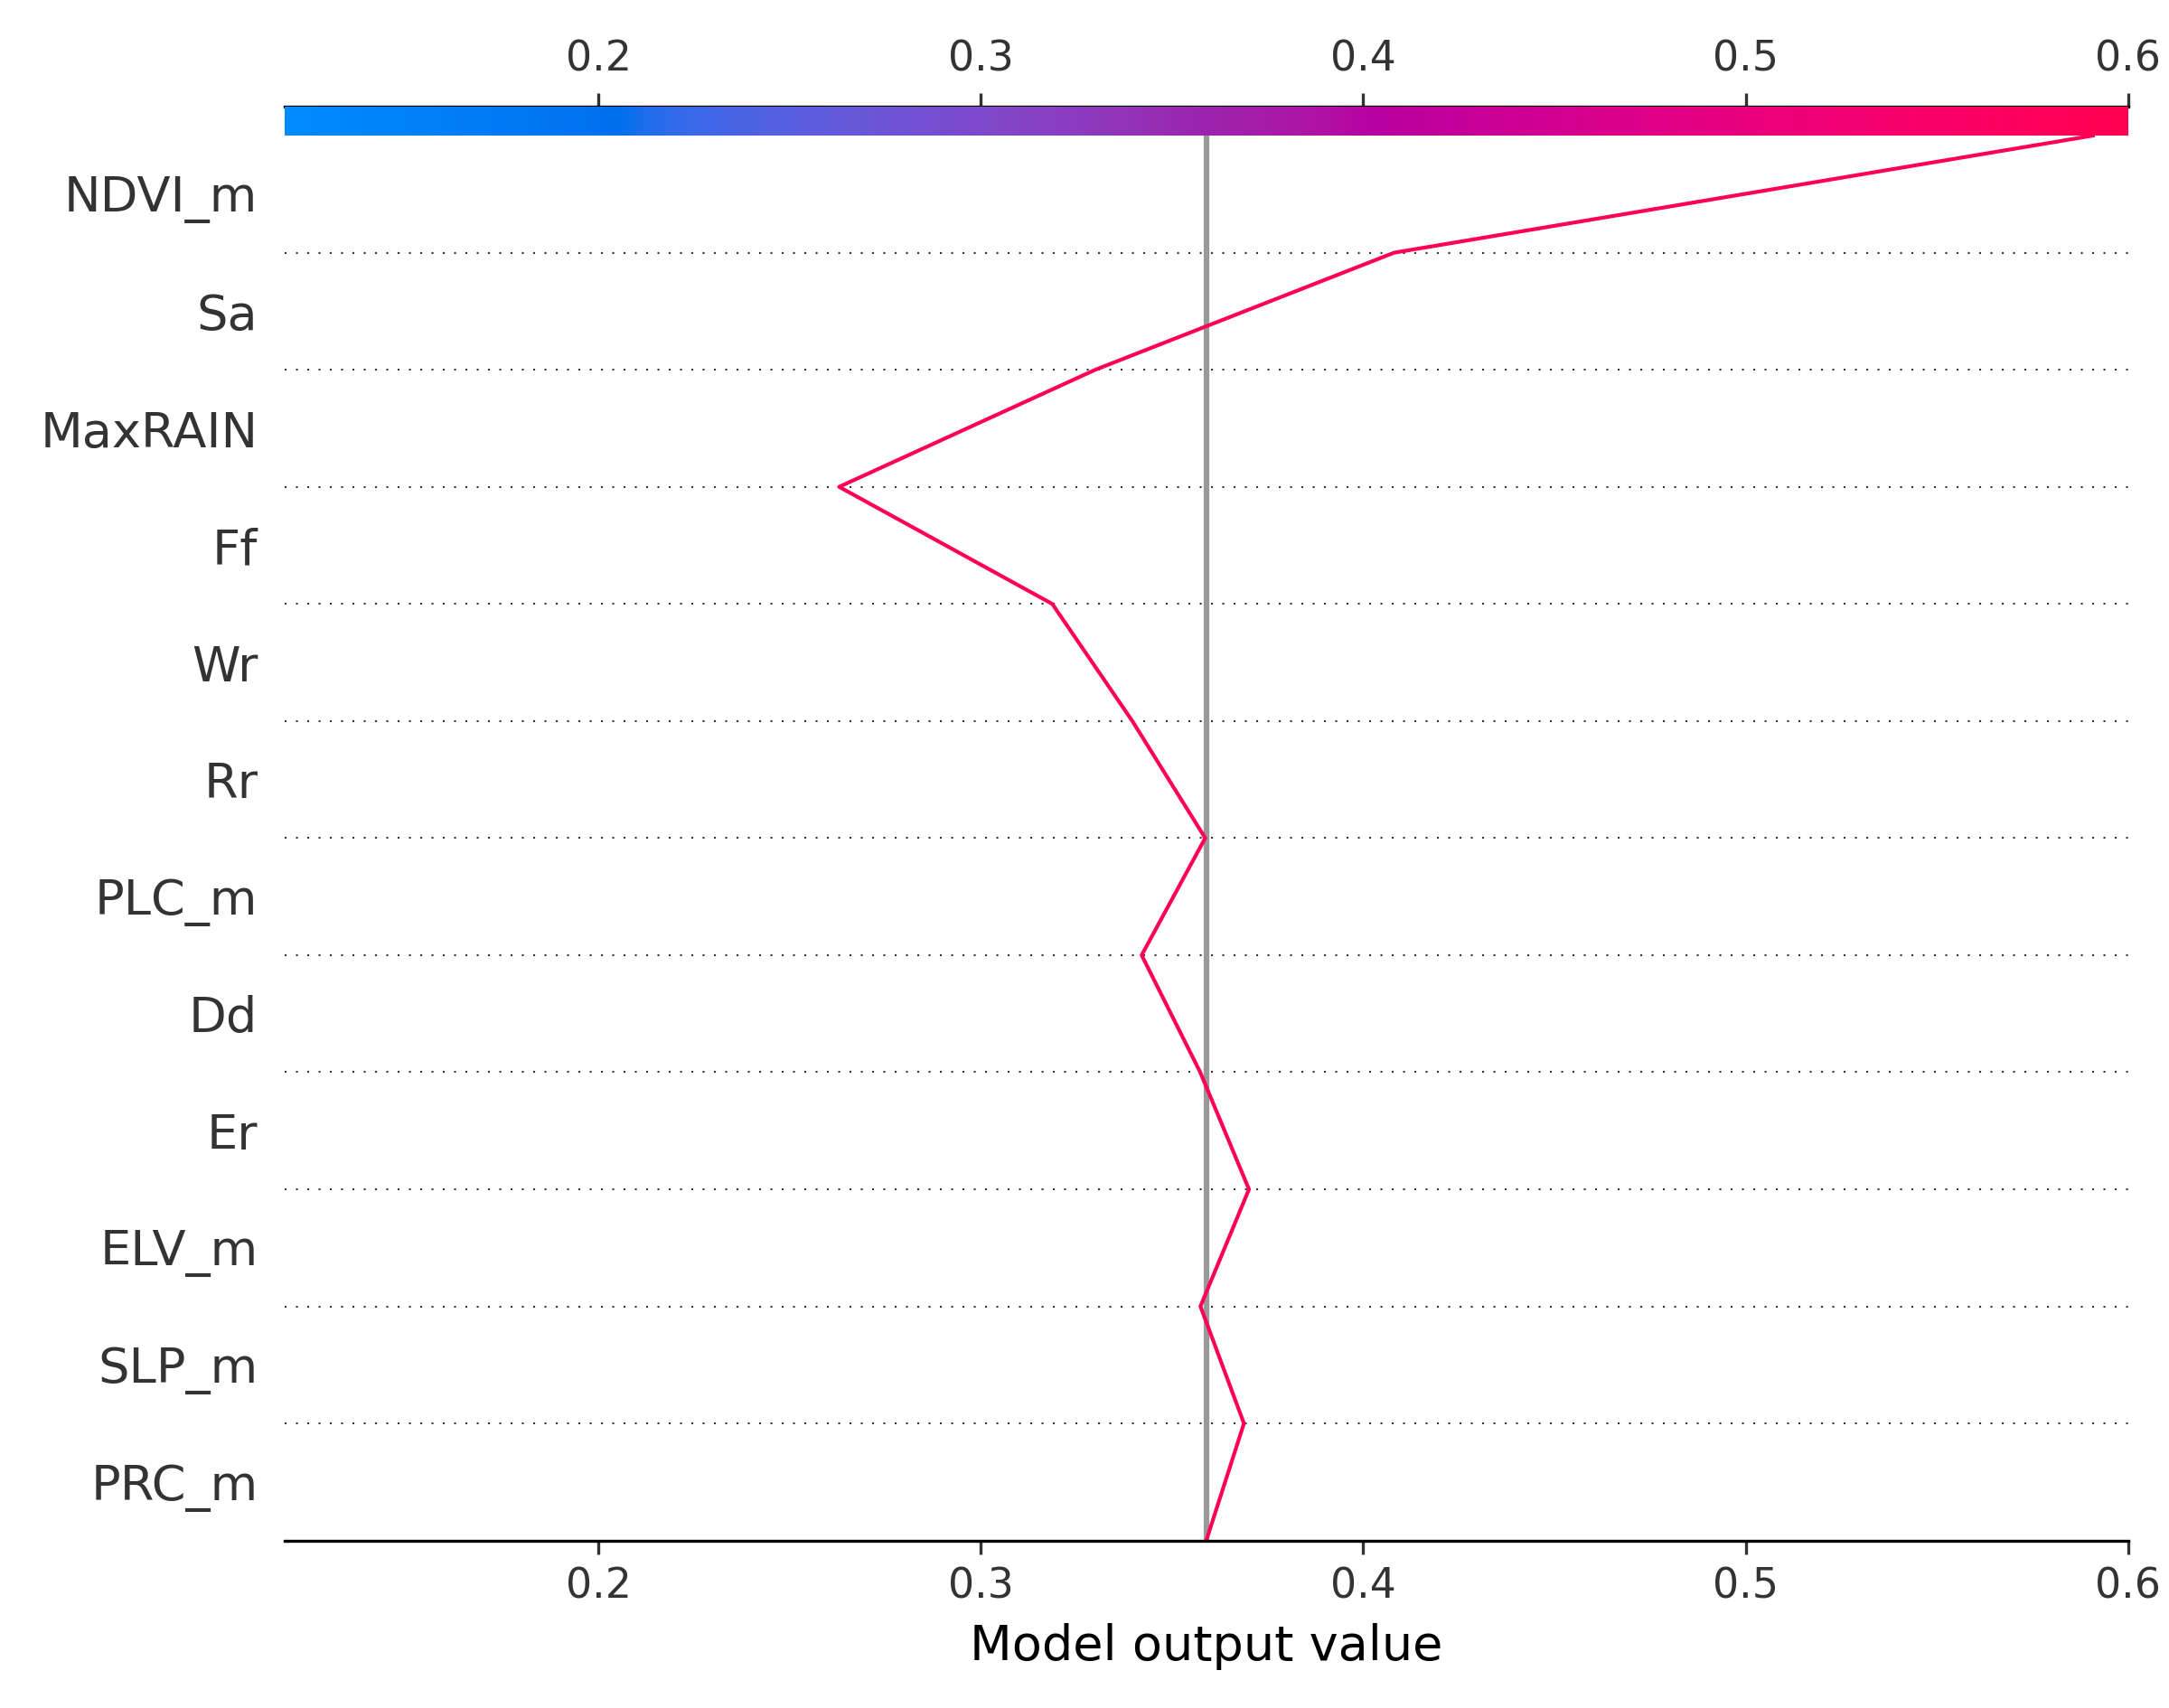 0.2 0.3 0.4 0.5 0.6
NDVI_m
Sa
MaxRAIN
Ff
Wr
Rr
PLC_m
Dd
Er
ELV_m
SLP_m
PRC_m
0.2 0.3 0.4 0.5 0.6
Model output value